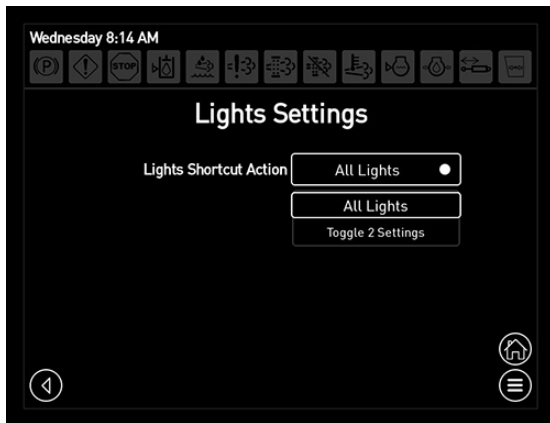 Wednesday 8:14 AM
(P) STOP
Lights Settings
Lights Shortcut Action All Lights
All Lights
Toggle 2 Settings